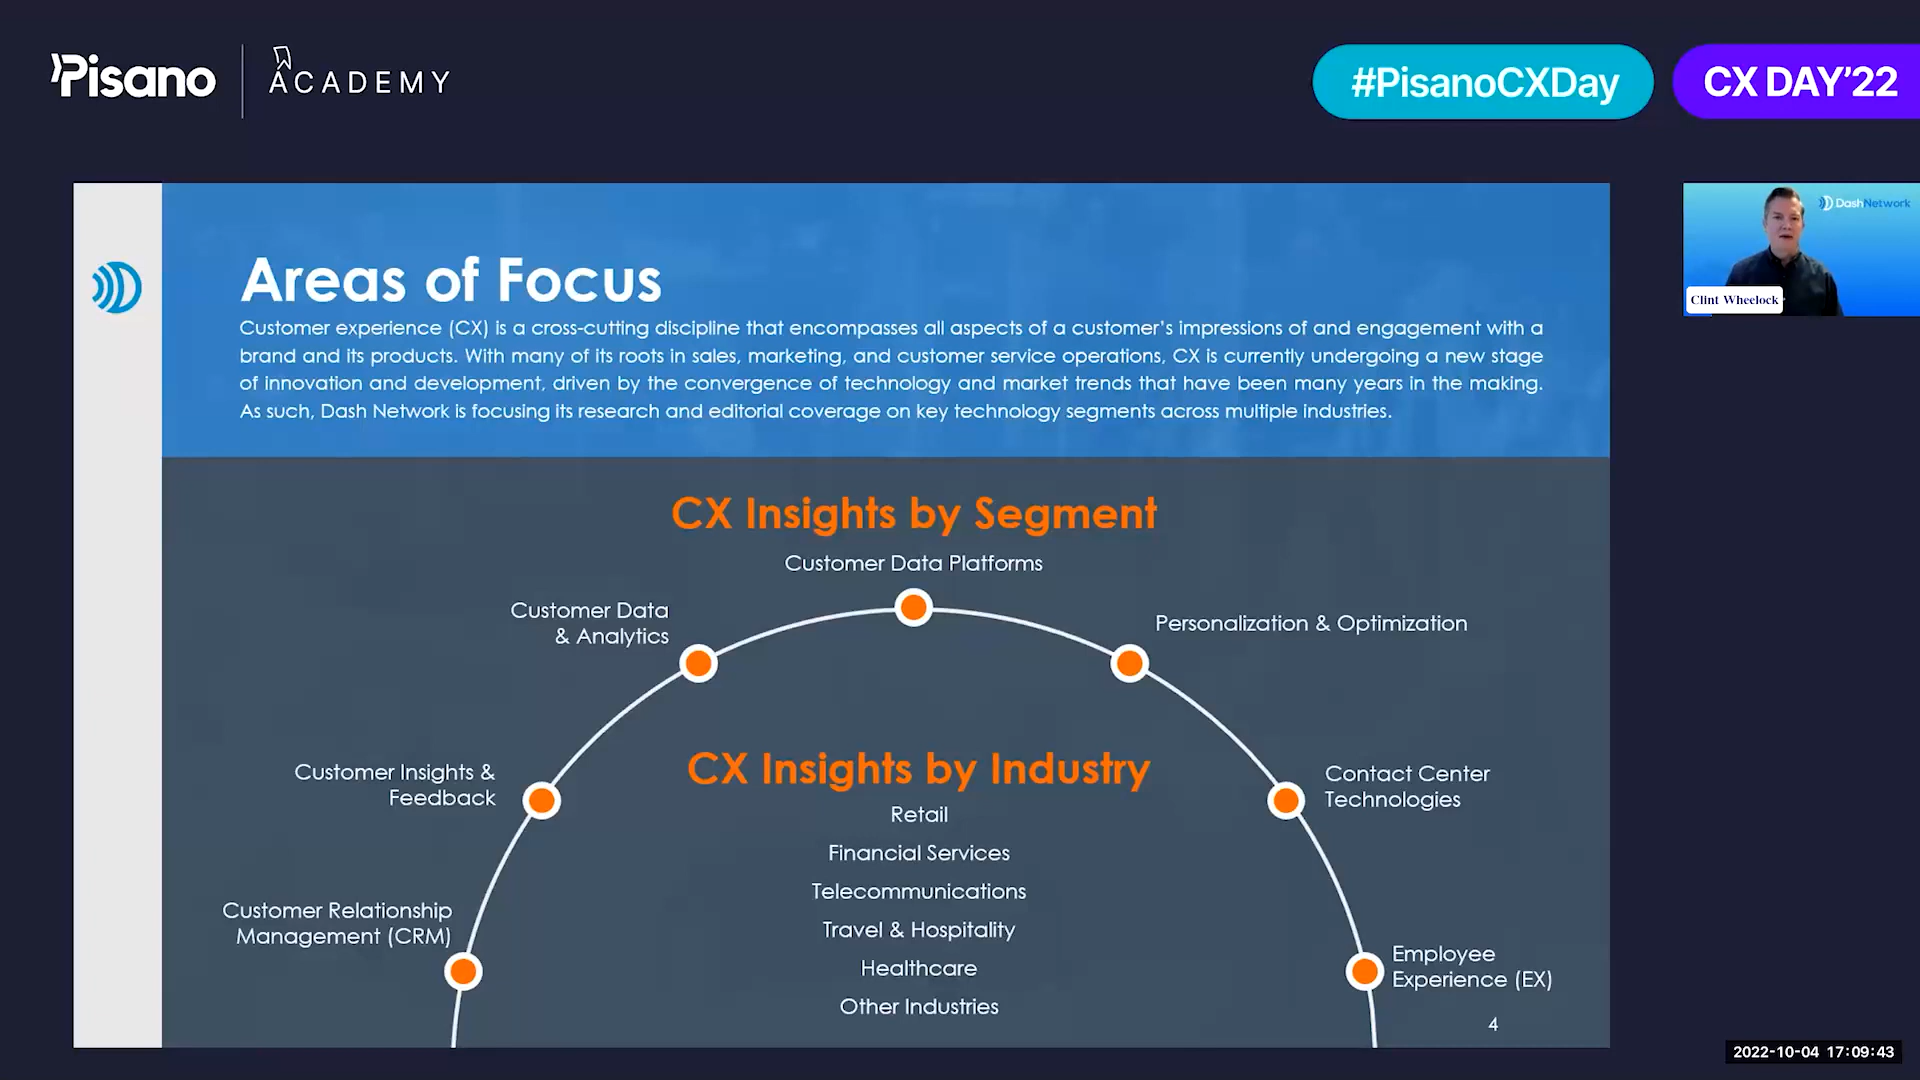 Pisano
ACADEMY
#PisanoCXDay
CX DAY'22
DashNetwork
Clint Wheelock
Areas of Focus
Customer experience (CX) is a cross-cutting discipline that encompasses all aspects of a customer's impressions of and engagement with a
brand and its products. With many of its roots in sales, marketing, and customer service operations, CX is currently undergoing a new stage
of innovation and development, driven by the convergence of technology and market trends that have been many years in the making.
As such, Dash Network is focusing its research and editorial coverage on key technology segments across multiple industries.
CX Insights by Segment
Customer Relationship
Management (CRM)
Customer Insights &
Feedback
Customer Data
& Analytics
Customer Data Platforms
Personalization & Optimization
Contact Center
Technologies
Employee
Experience (EX)
CX Insights by Industry
Retail
Financial Services
Telecommunications
Travel & Hospitality
Healthcare
Other Industries
4
2022-10-04 17:09:43